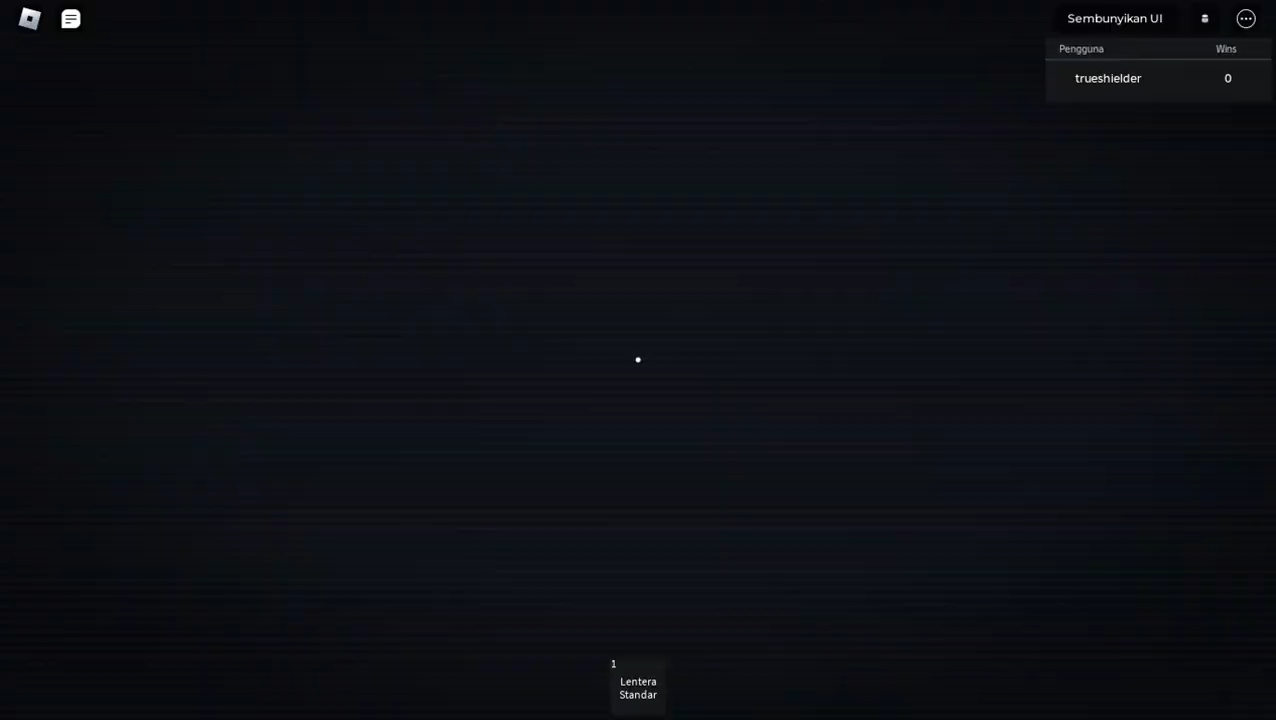 Sembunyikan UI
Pengguna Wins
trueshielder 0
1
Lentera
Standar